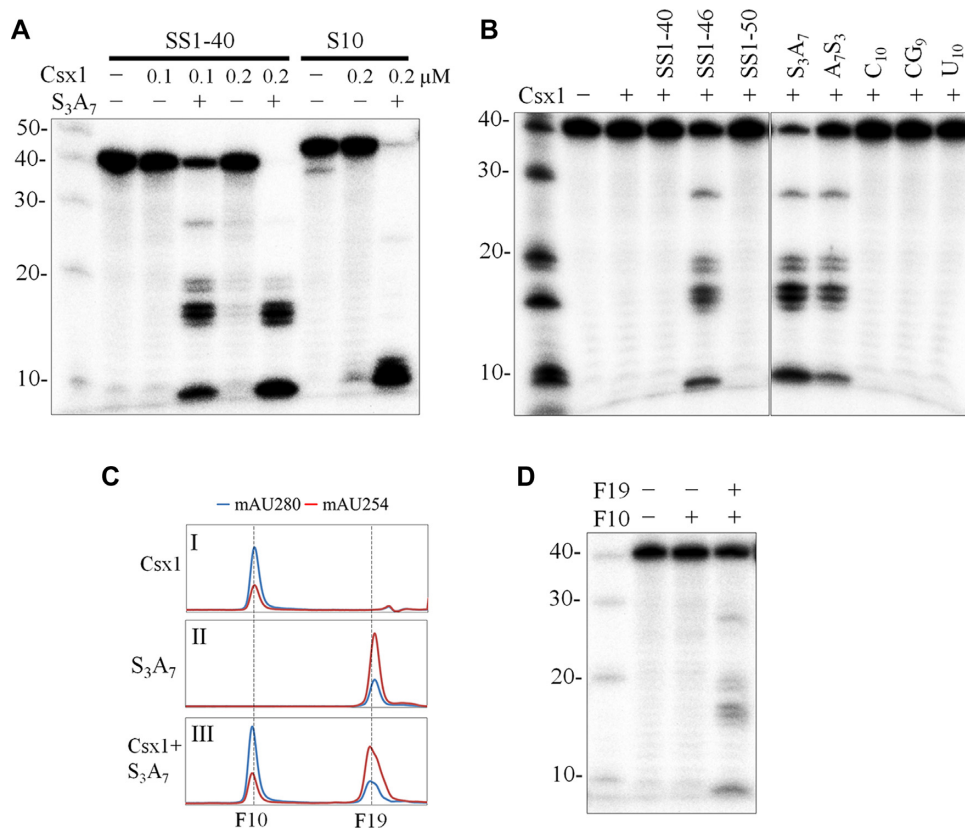 A
SS1-40 S10
Csx1 – 0.1 0.1 0.2 0.2 – 0.2 0.2 μM
S₃A₇ – – + – + – – +
50-
40-
30-
20-
10-
B
SS1-40 SS1-46 SS1-50 S₃A₇ A₇S₃ C₁₀ CG₉ U₁₀
Csx1 – + + + + + + + + +
40-
30-
20-
10-
C
mAU280 mAU254
I
Csx1
II
S₃A₇
III
Csx1+
S₃A₇
F10 F19
D
F19 – – +
F10 – + +
40-
30-
20-
10-